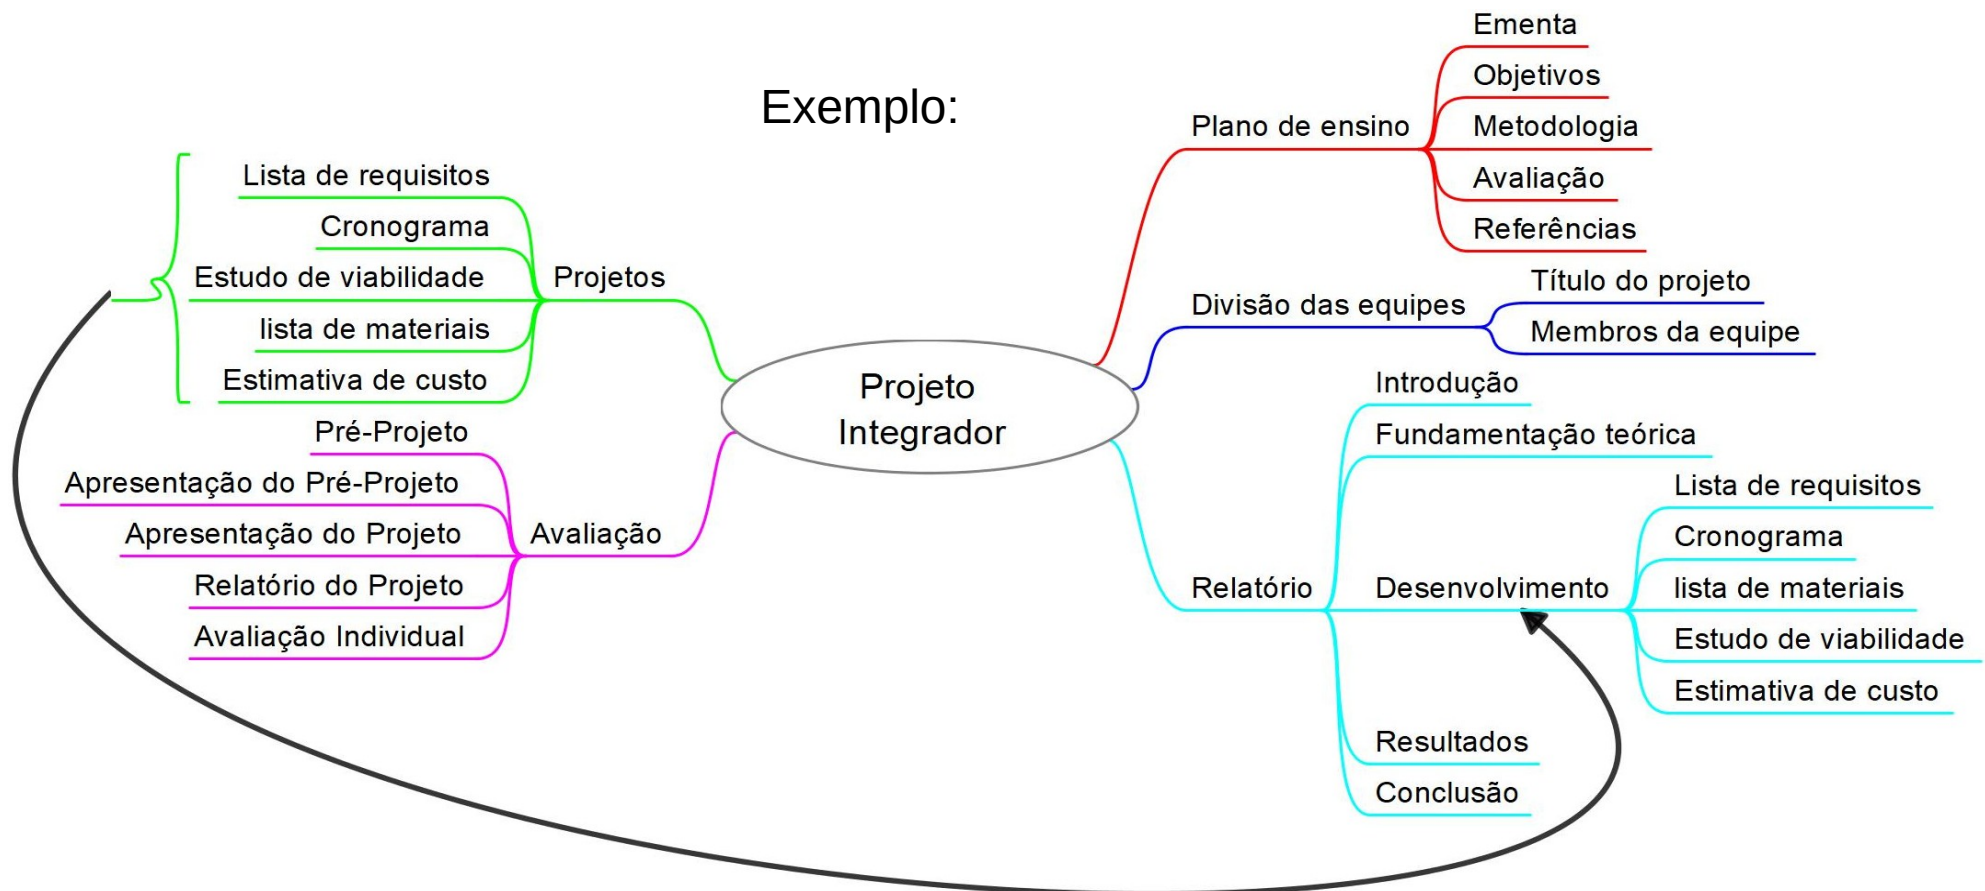 Exemplo:
Projeto
Integrador
Plano de ensino
Ementa
Objetivos
Metodologia
Avaliação
Referências
Divisão das equipes
Título do projeto
Membros da equipe
Relatório
Introdução
Fundamentação teórica
Desenvolvimento
Lista de requisitos
Cronograma
lista de materiais
Estudo de viabilidade
Estimativa de custo
Resultados
Conclusão
Projetos
Lista de requisitos
Cronograma
Estudo de viabilidade
lista de materiais
Estimativa de custo
Avaliação
Pré-Projeto
Apresentação do Pré-Projeto
Apresentação do Projeto
Relatório do Projeto
Avaliação Individual